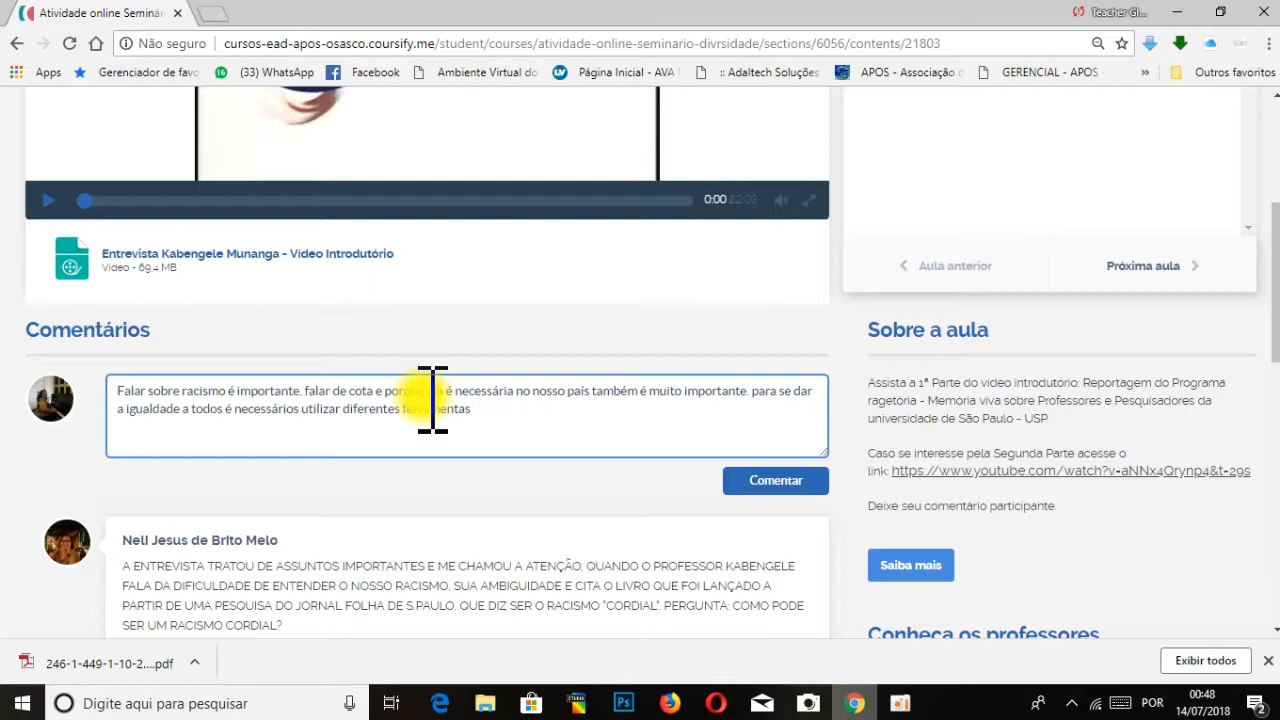 Atividade online Seminár
Teacher Gl...
Não seguro
cursos-ead-apos-osasco.coursify.me/student/courses/atividade-online-seminario-divrsidade/sections/6056/contents/21803
Apps
Gerenciador de favo
(33) WhatsApp
Facebook
Ambiente Virtual do
Página Inicial - AVA
:: Adaltech Soluções
APOS - Associação d
GERENCIAL - APOS
»
Outros favoritos
0:00
Entrevista Kabengele Munanga - Vídeo Introdutório
Vídeo - 69,4 MB
Aula anterior
Próxima aula
Comentários
Sobre a aula
Falar sobre racismo é importante. falar de cota e é necessária no nosso país também é muito importante. para se dar
a igualdade a todos é necessários utilizar diferentes ferramentas
Comentar
Assista a 1ª Parte do video introdutório: Reportagem do Programa
ragetória - Memória viva sobre Professores e Pesquisadores da
universidade de São Paulo - USP.
Caso se interesse pela Segunda Parte acesse o
link: https://www.youtube.com/watch?v=aNNx4Qrynp4&t=29s
Deixe seu comentário participante.
Saiba mais
Conheça os professores
Neli Jesus de Brito Melo
A ENTREVISTA TRATOU DE ASSUNTOS IMPORTANTES E ME CHAMOU A ATENÇÃO, QUANDO O PROFESSOR KABENGELE
FALA DA DIFICULDADE DE ENTENDER O NOSSO RACISMO, SUA AMBIGUIDADE E CITA O LIVRO QUE FOI LANÇADO A
PARTIR DE UMA PESQUISA DO JORNAL FOLHA DE S.PAULO. QUE DIZ SER O RACISMO "CORDIAL". PERGUNTA: COMO PODE
SER UM RACISMO CORDIAL?
246-1-449-1-10-2....pdf
Exibir todos
Digite aqui para pesquisar
POR
00:48
14/07/2018
2